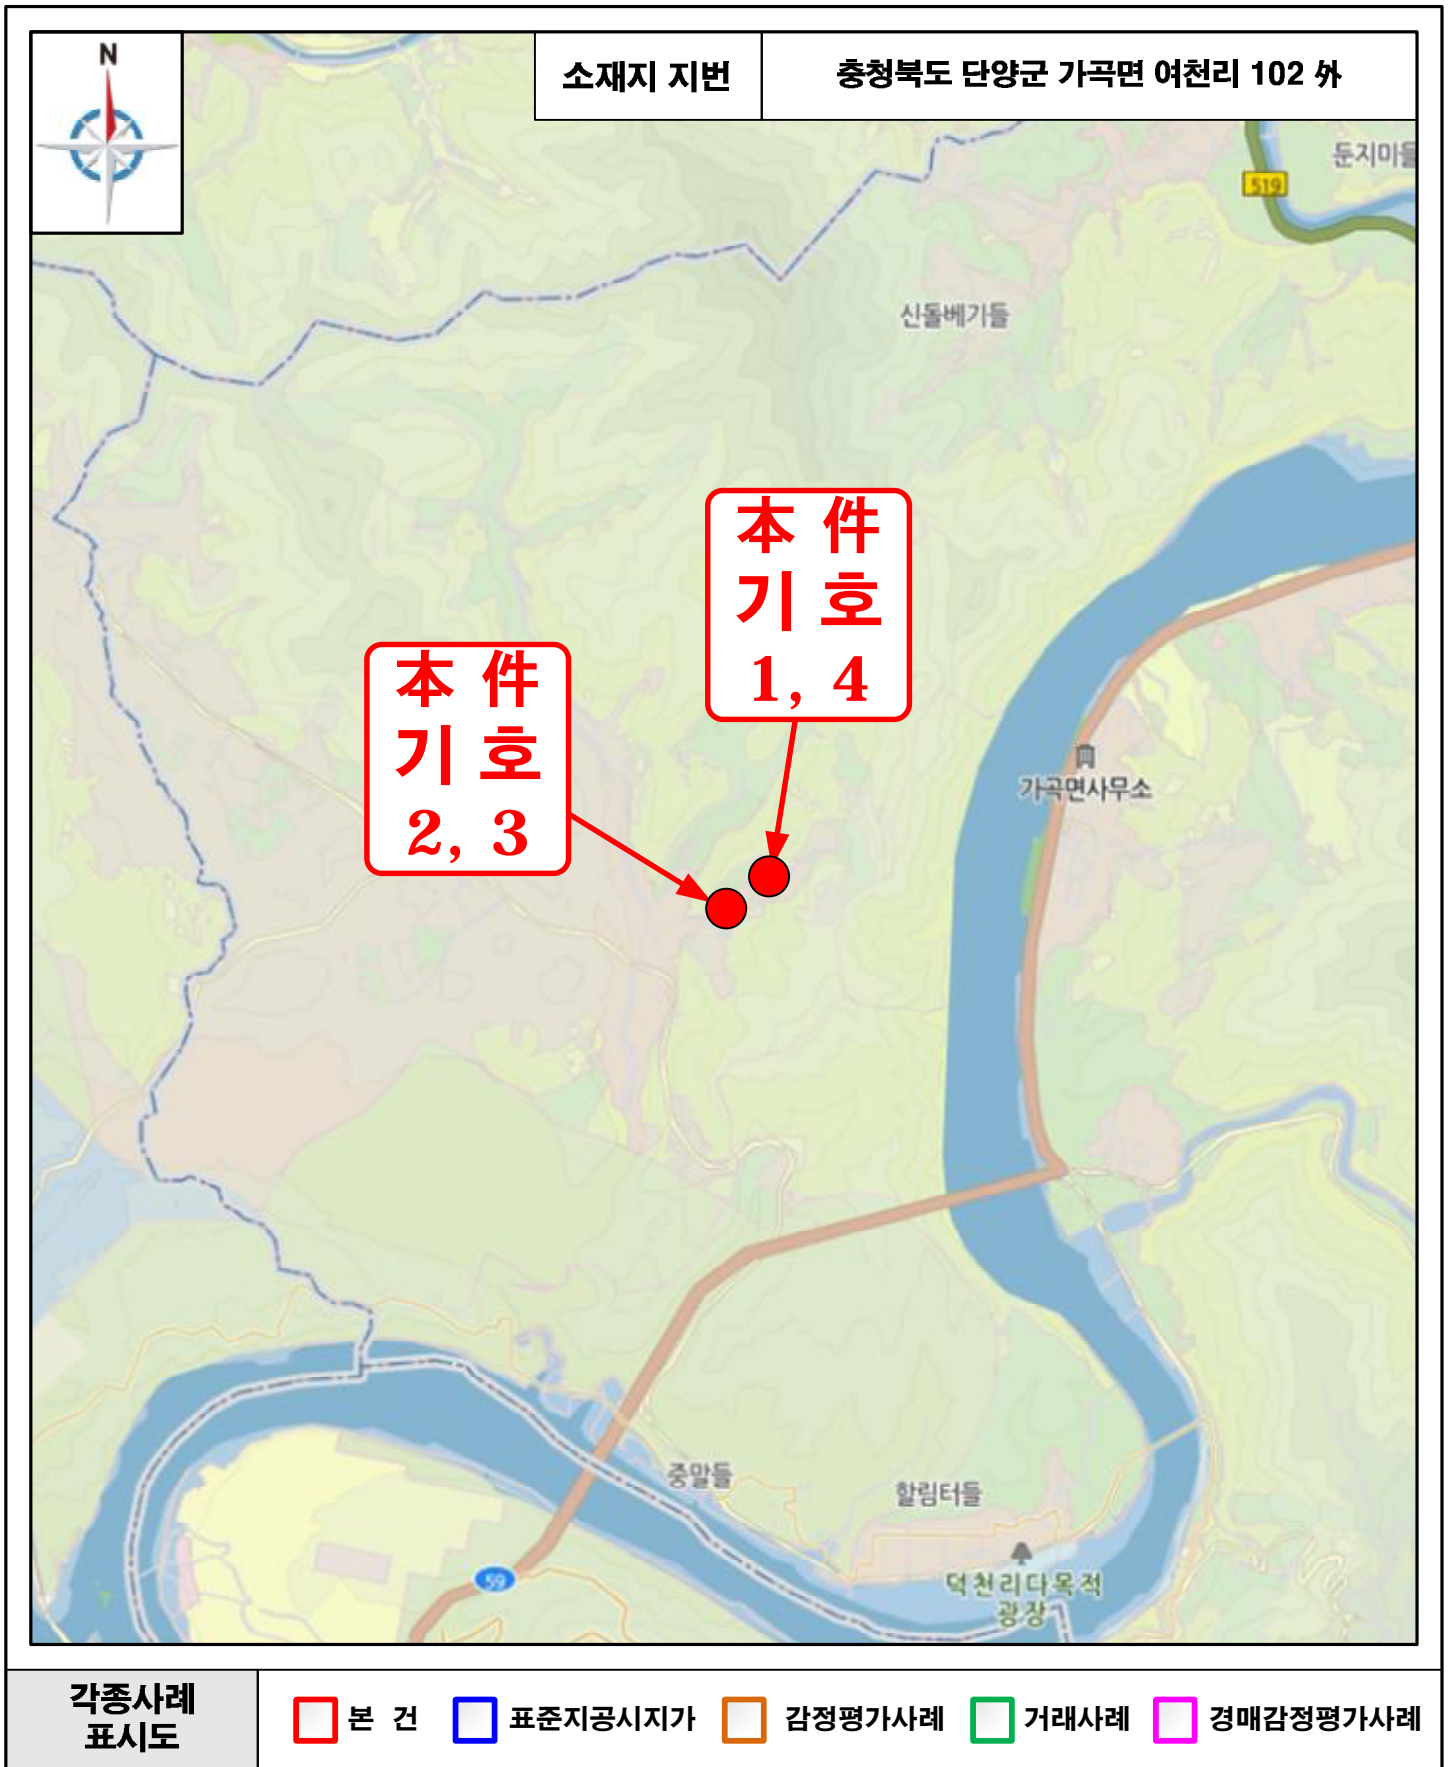 N
소재지 지번
충청북도 단양군 가곡면 여천리 102 外
둔지미들
519
신돌베기들
本 件
기 호
1, 4
本 件
기 호
2, 3
가곡면사무소
중말들
할림터들
59
덕천리다목적
광장
각종사례
표시도
본 건
표준지공시지가
감정평가사례
거래사례
경매감정평가사례